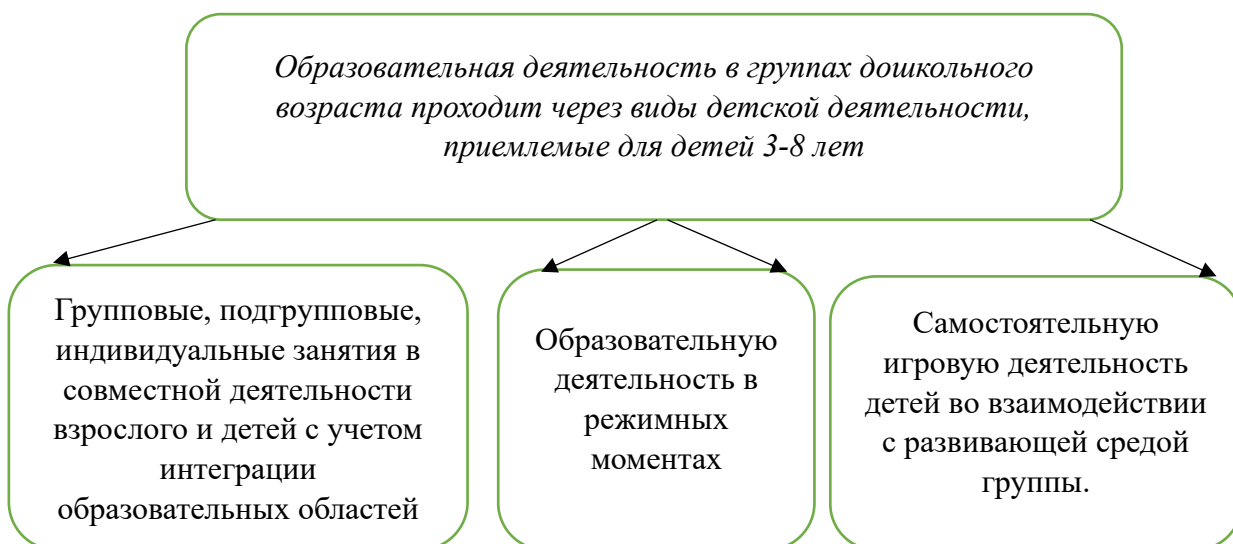 Образовательная деятельность в группах дошкольного
возраста проходит через виды детской деятельности,
приемлемые для детей 3-8 лет
Групповые, подгрупповые,
индивидуальные занятия в
совместной деятельности
взрослого и детей с учетом
интеграции
образовательных областей
Образовательную
деятельность в
режимных
моментах
Самостоятельную
игровую деятельность
детей во взаимодействии
с развивающей средой
группы.